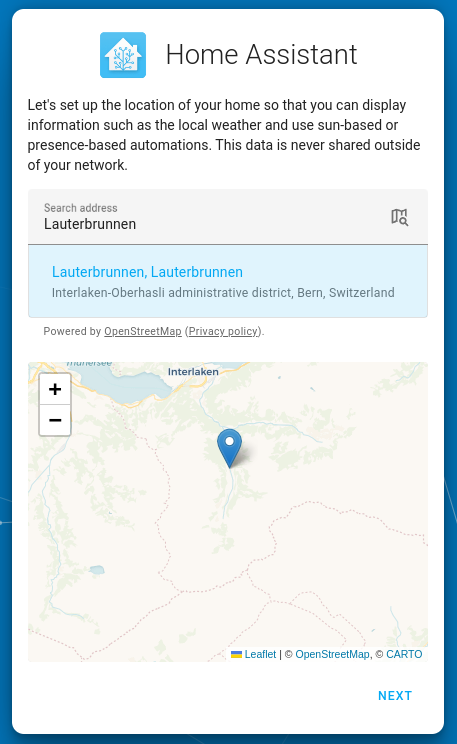 Home Assistant
Let's set up the location of your home so that you can display
information such as the local weather and use sun-based or
presence-based automations. This data is never shared outside
of your network.
Search address
Lauterbrunnen
Lauterbrunnen, Lauterbrunnen
Interlaken-Oberhasli administrative district, Bern, Switzerland
Powered by OpenStreetMap (Privacy policy).
Interlaken
+
−
Leaflet | © OpenStreetMap, © CARTO
NEXT